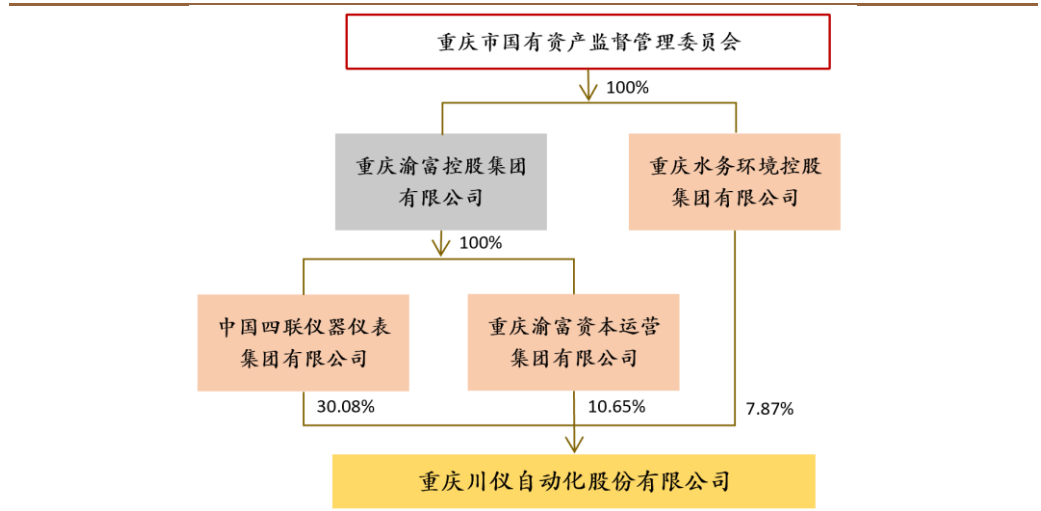 重庆市国有资产监督管理委员会
100%
重庆渝富控股集团
有限公司
重庆水务环境控股
集团有限公司
100%
中国四联仪器仪表
集团有限公司
重庆渝富资本运营
集团有限公司
30.08%
10.65%
7.87%
重庆川仪自动化股份有限公司